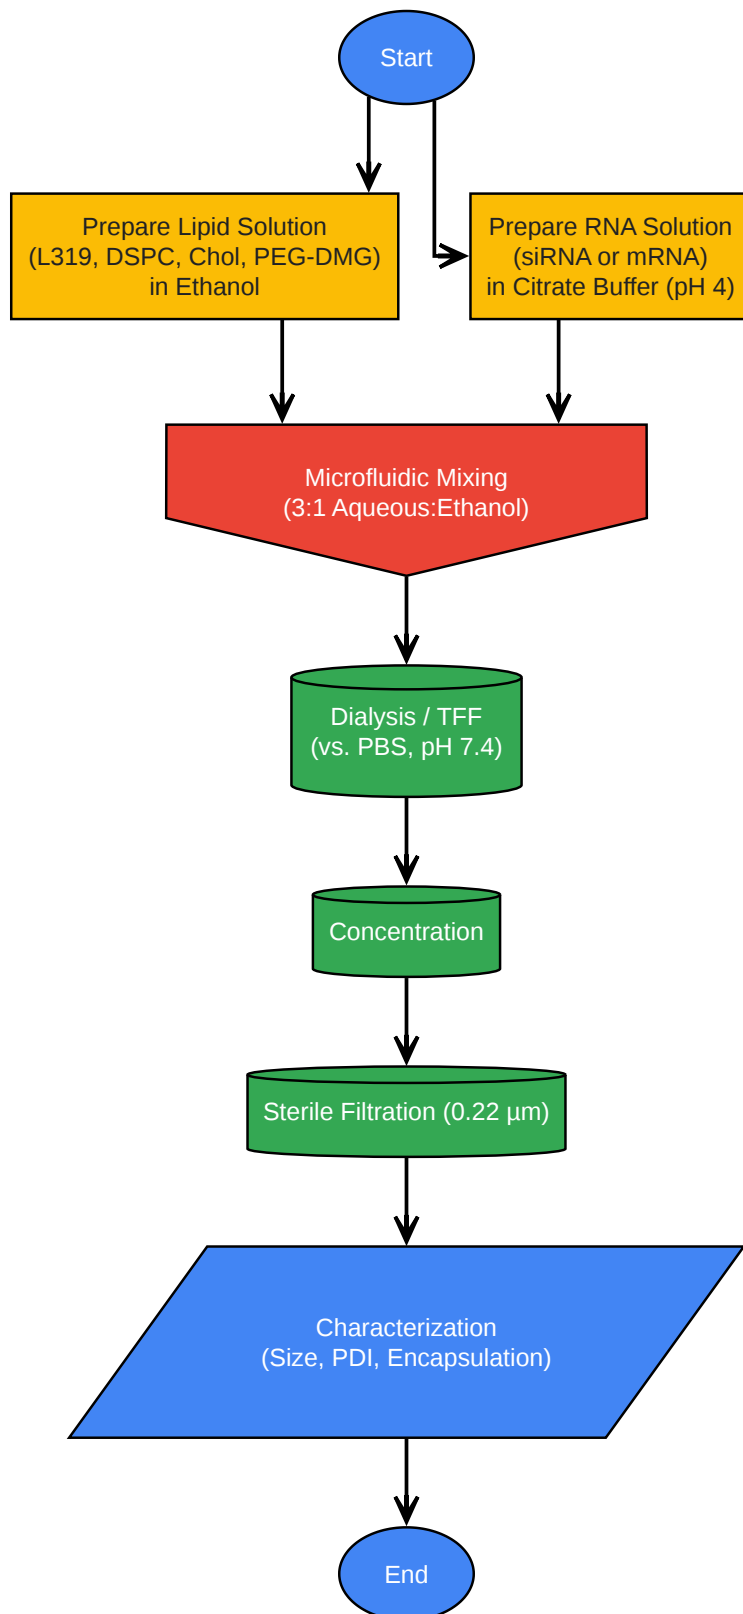 Start
Prepare Lipid Solution
(L319, DSPC, Chol, PEG-DMG)
in Ethanol
Prepare RNA Solution
(siRNA or mRNA)
in Citrate Buffer (pH 4)
Microfluidic Mixing
(3:1 Aqueous:Ethanol)
Dialysis / TFF
(vs. PBS, pH 7.4)
Concentration
Sterile Filtration (0.22 µm)
Characterization
(Size, PDI, Encapsulation)
End